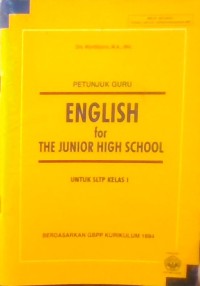 PETUNJUK GURU
ENGLISH
for
THE JUNIOR HIGH SCHOOL
UNTUK SLTP KELAS I
BERDASARKAN GBPP KURIKULUM 1994